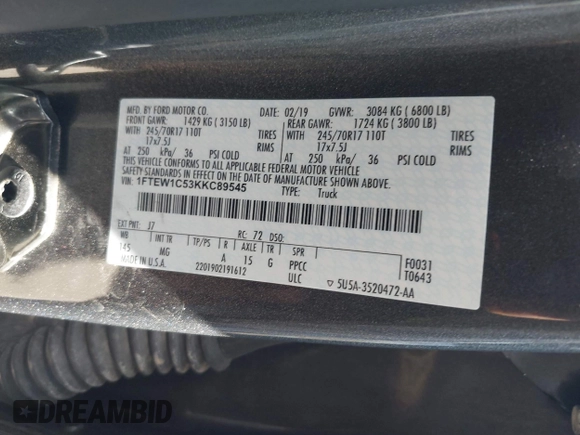 MFD. BY FORD MOTOR CO.
DATE: 02/19 GVWR: 3084 KG ( 6800 LB)
FRONT GAWR: 1429 KG ( 3150 LB) REAR GAWR: 1724 KG ( 3800 LB)
WITH 245/70R17 110T TIRES WITH 245/70R17 110T TIRES
17x7.5J RIMS 17x7.5J RIMS
AT 250 kPa/ 36 PSI COLD AT 250 kPa/ 36 PSI COLD
THIS VEHICLE CONFORMS TO ALL APPLICABLE FEDERAL MOTOR VEHICLE
SAFETY STANDARDS IN EFFECT ON THE DATE OF MANUFACTURE SHOWN ABOVE.
VIN: 1FTEW1C53KKC89545 TYPE: Truck
EXT PNT: J7 RC: 72 DSO:
WB INT TR TP/PS R AXLE TR SPR
145 MG A 15 G PPCC F0031
MADE IN U.S.A. 2201902191612 ULC T0643
▽ 5U5A-3520472-AA
DREAMBID